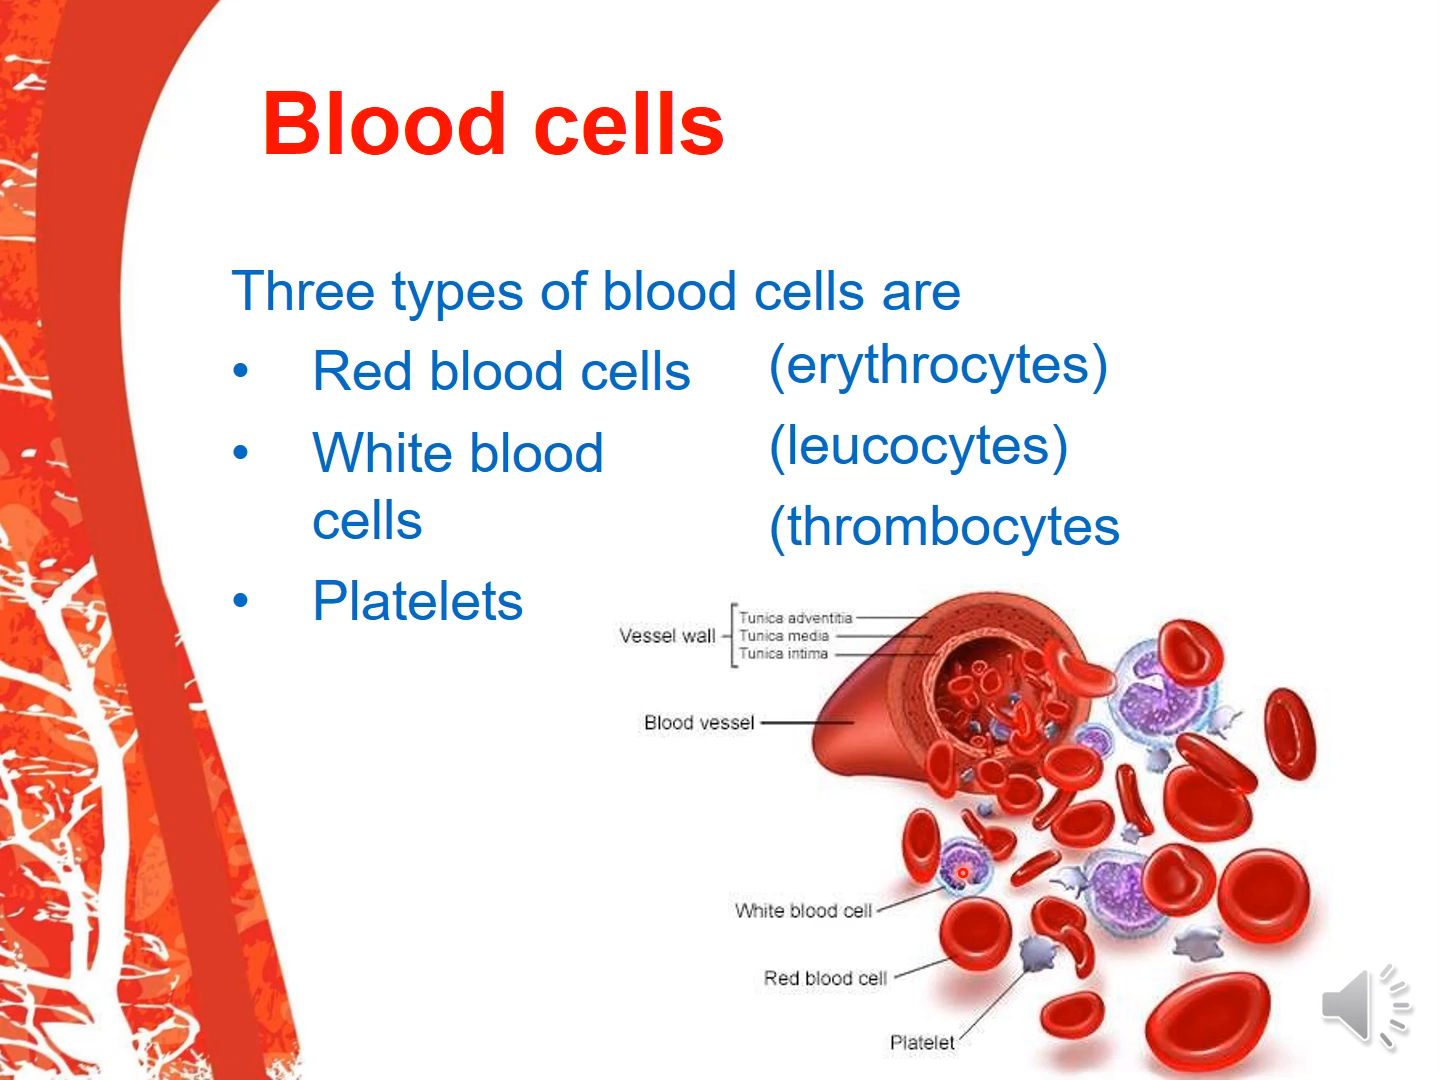 Blood cells
Three types of blood cells are
• Red blood cells
(erythrocytes)
• White blood
cells
(leucocytes)
(thrombocytes
• Platelets
Vessel wall
Tunica adventitia
Tunica media
Tunica intima
Blood vessel
White blood cell
Red blood cell
Platelet